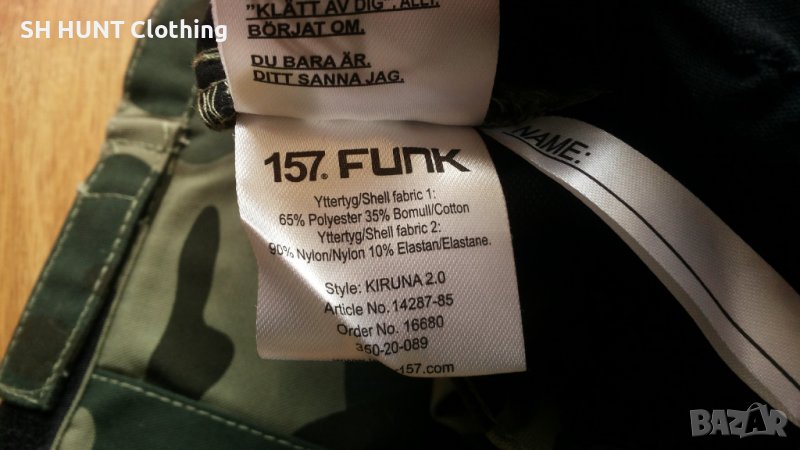 SH HUNT Clothing
"KLÄTT AV DIG", ALLT.
BÖRJAT OM.
DU BARA ÄR.
DITT SANNA JAG.
NAME:
157. FUNK
Yttertyg/Shell fabric 1:
65% Polyester 35% Bomull/Cotton
Yttertyg/Shell fabric 2:
90% Nylon/Nylon 10% Elastan/Elastane.
Style: KIRUNA 2.0
Article No. 14287-85
Order No. 16680
350-20-089
157.com
BAZAR